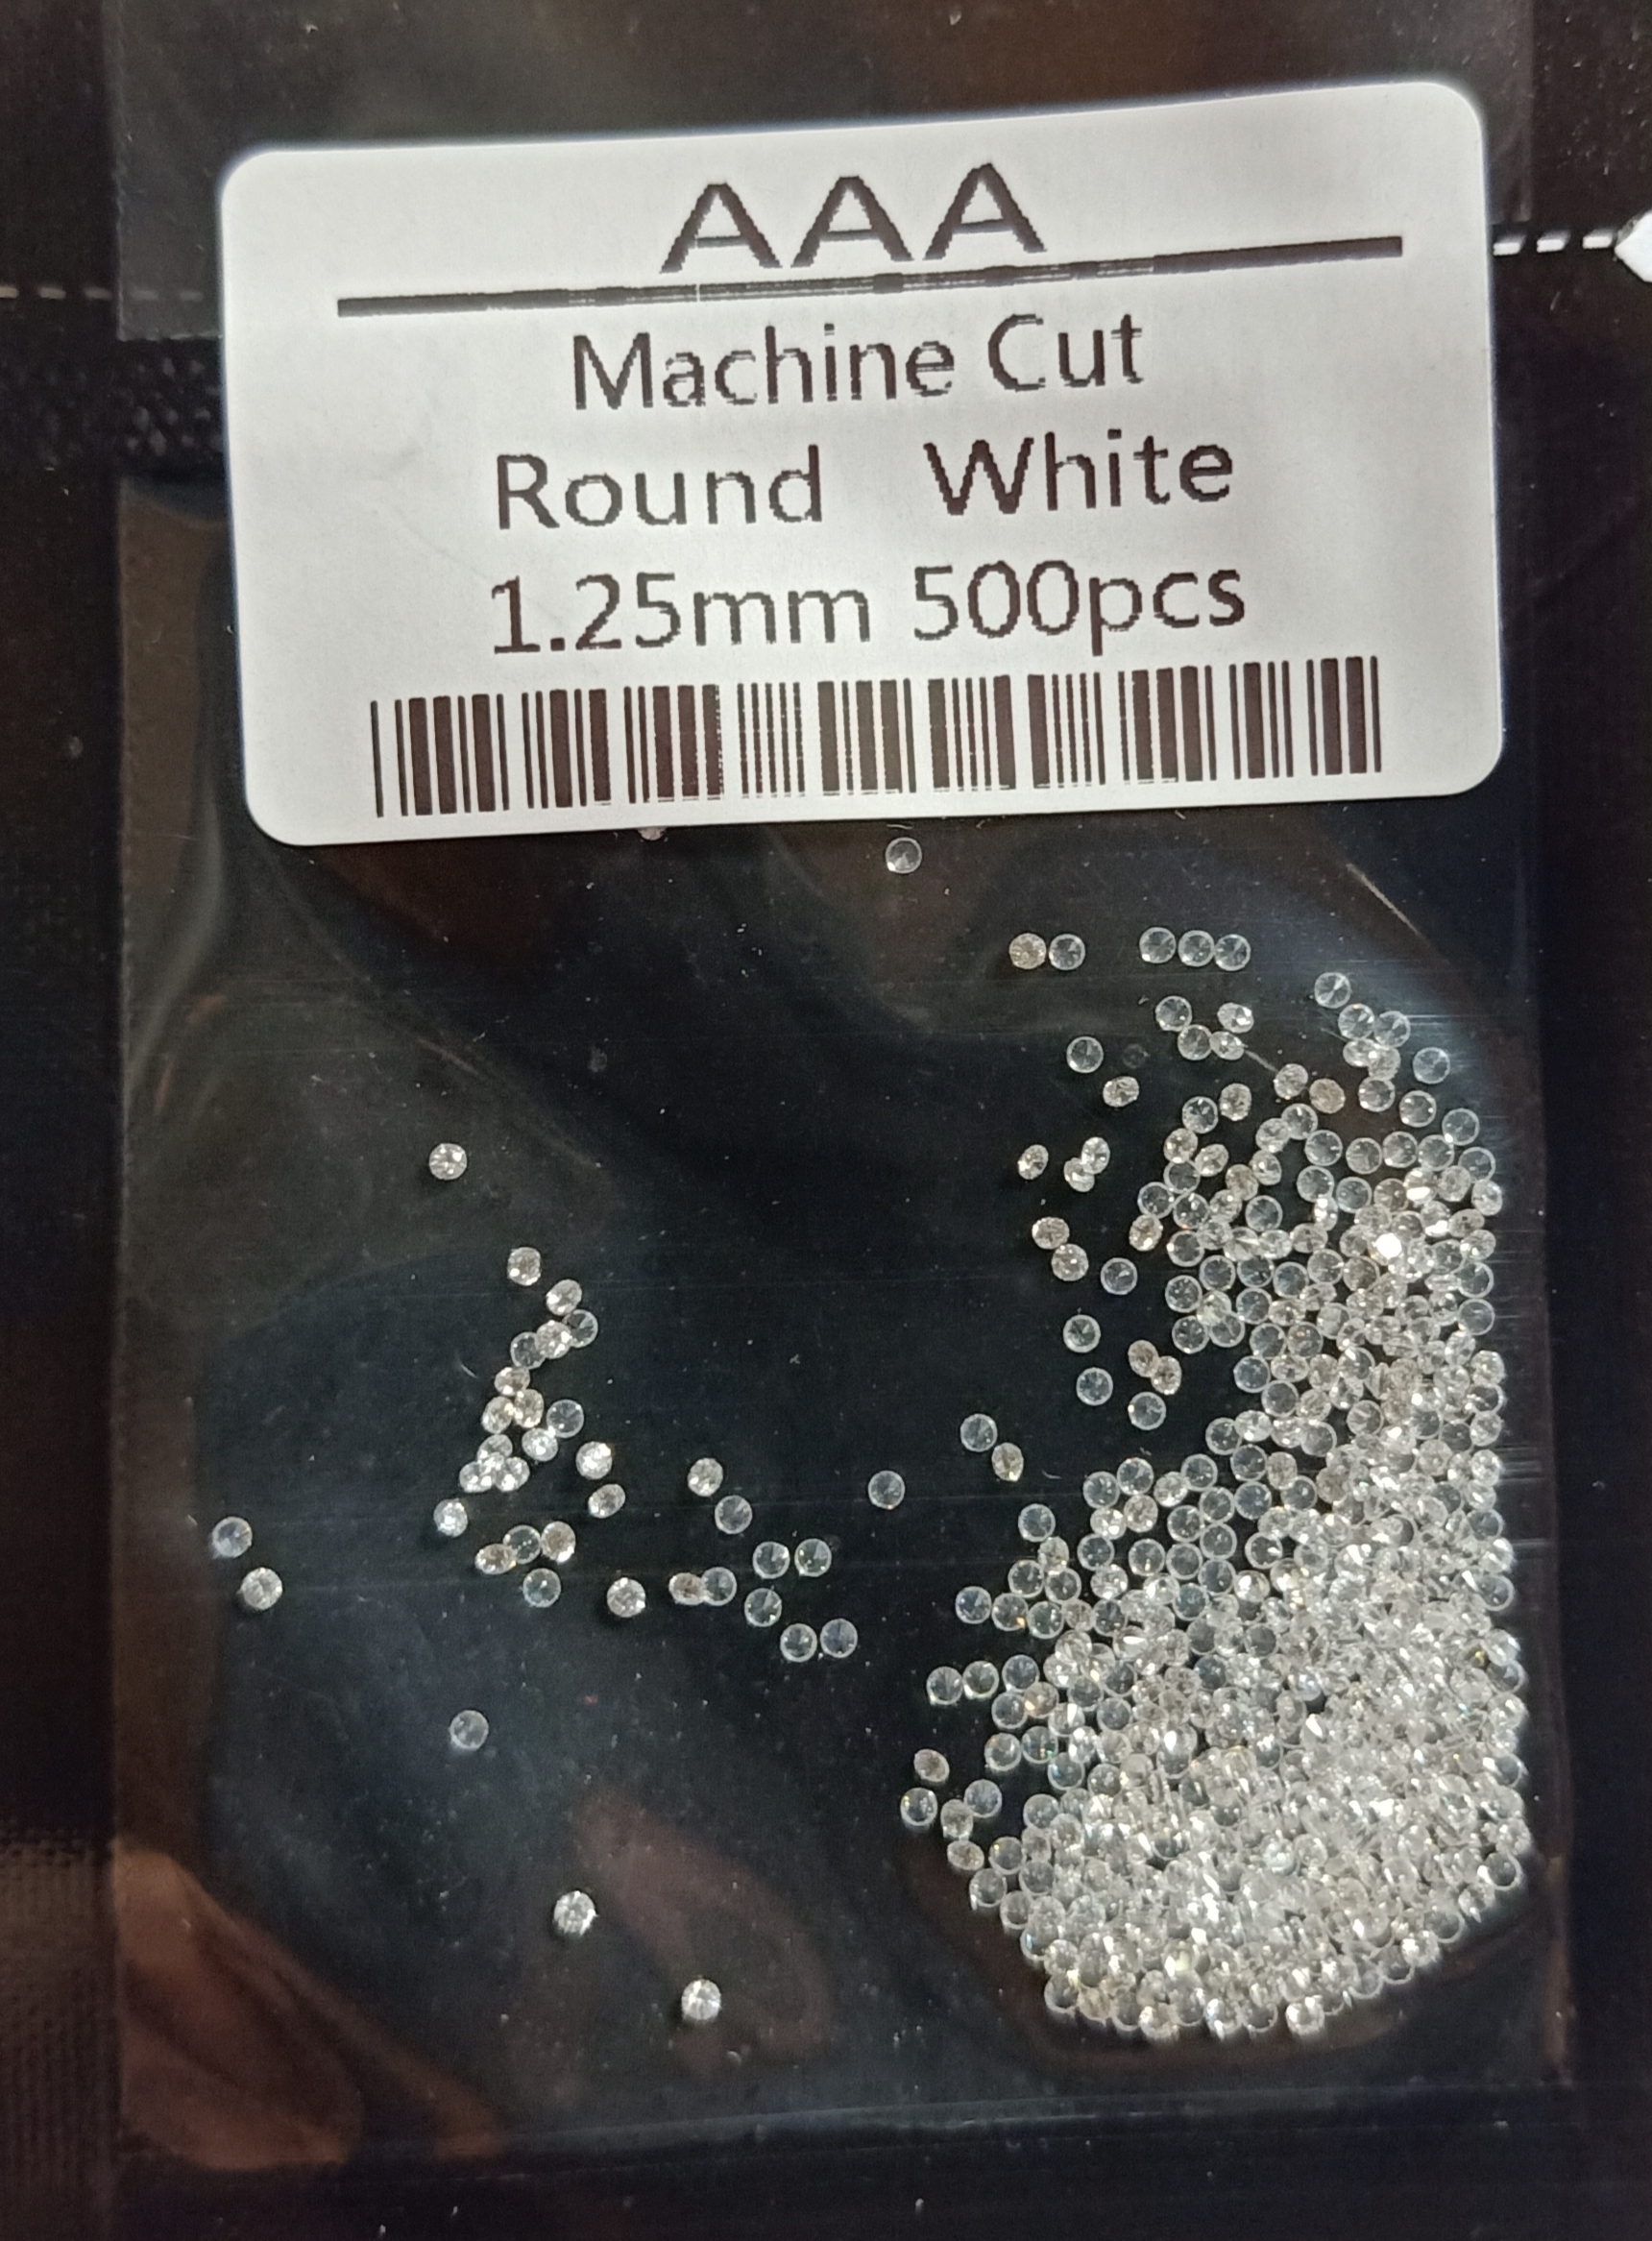 AAA
Machine Cut
Round White
1.25mm 500pcs